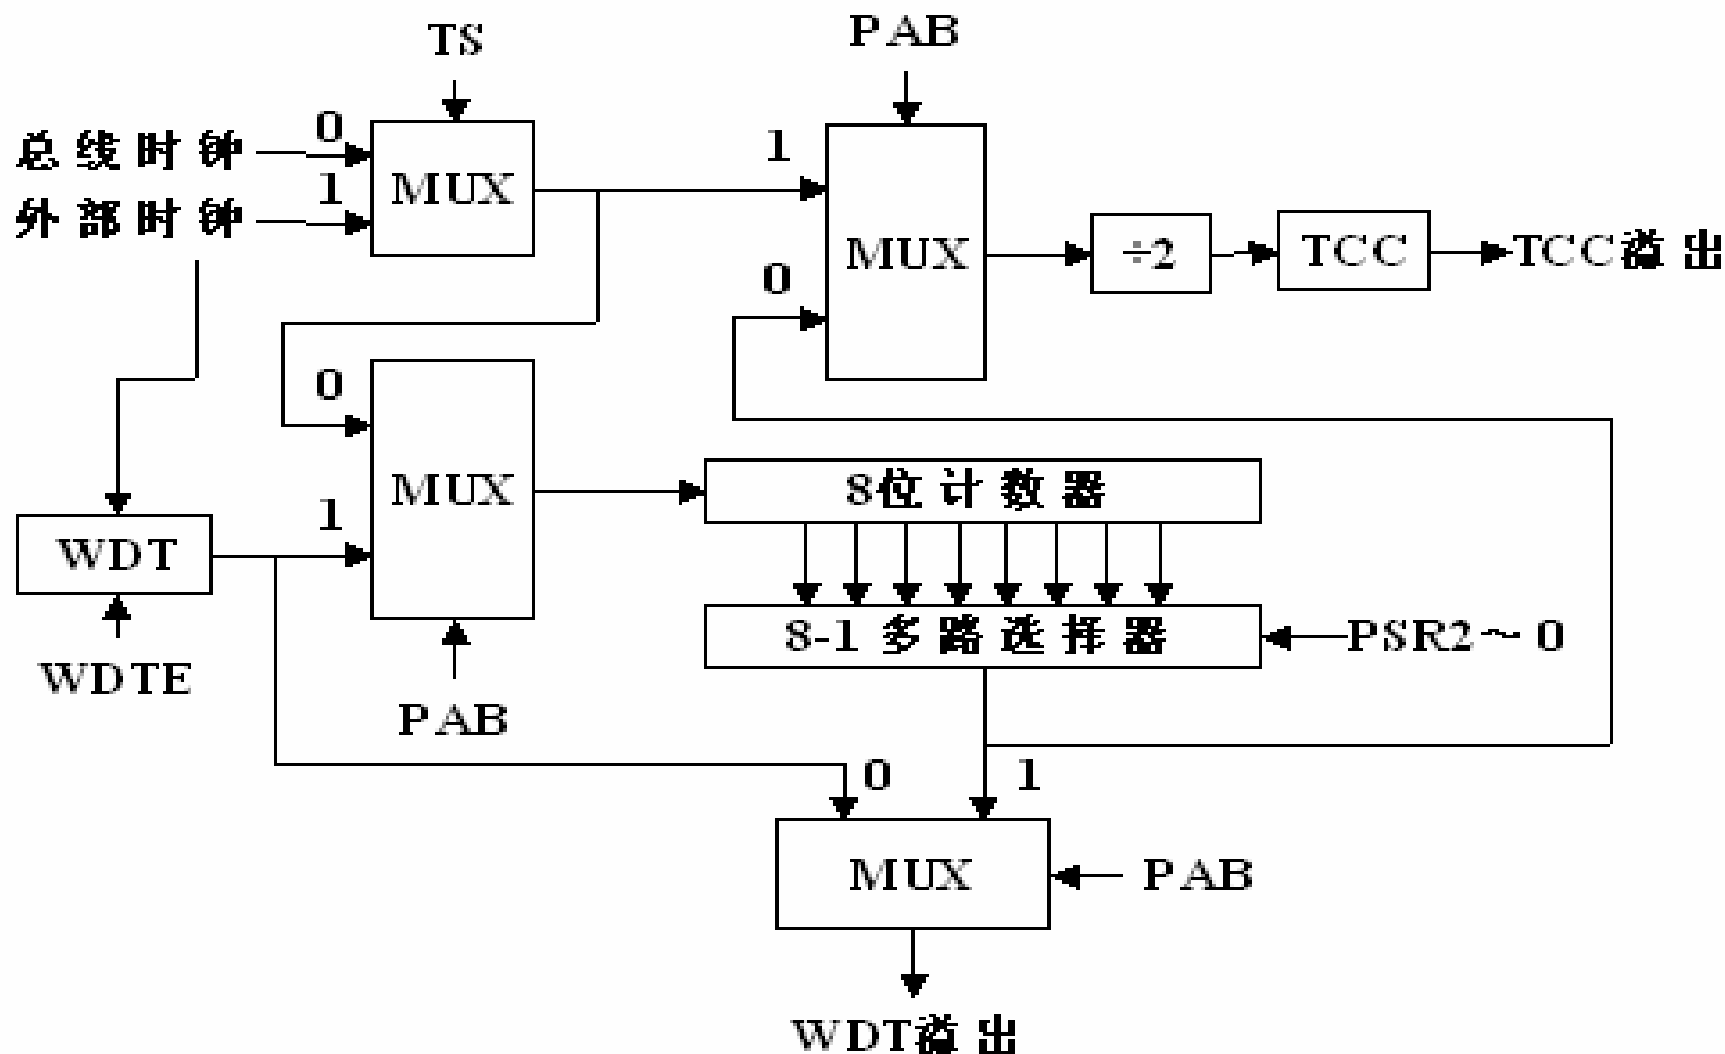 TS
PAB
总线时钟
0
MUX
1
外部时钟
1
MUX
÷2
TCC
TCC溢出
0
0
MUX
1
8位计数器
WDT
8-1多路选择器
PSR2～0
WDTE
PAB
0
1
MUX
PAB
WDT溢出